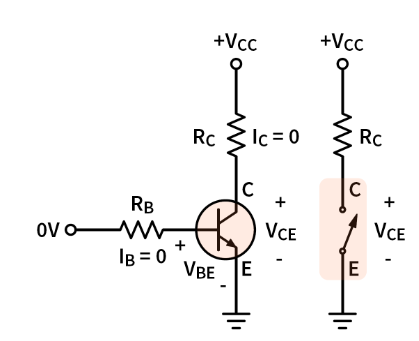 +VCC +VCC
RC IC = 0 RC
C C
RB + +
0V VCE VCE
IB = 0 + - -
VBE E E
-